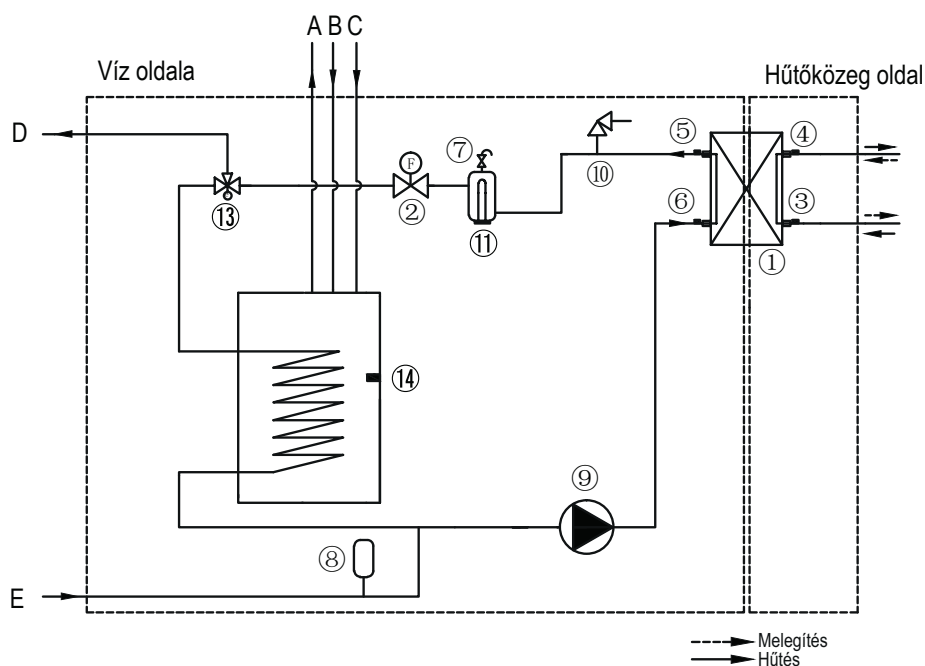 A B C
Víz oldala
Hűtőközeg oldal
D
⑦
F
⑤
④
②
⑩
⑬
⑪
⑥
③
①
⑭
⑨
⑧
E
Melegítés
Hűtés